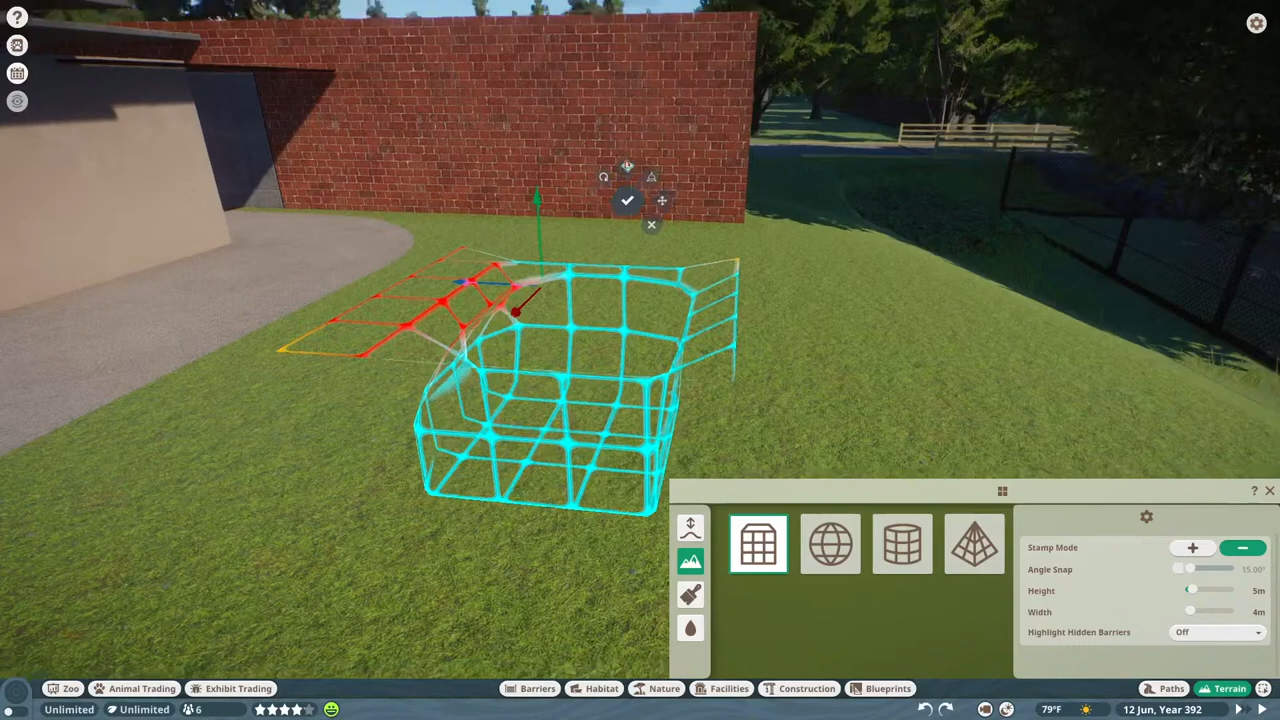 ?
? ×
Stamp Mode + −
Angle Snap 15.00°
Height 5m
Width 4m
Highlight Hidden Barriers Off
Zoo Animal Trading Exhibit Trading Barriers Habitat Nature Facilities Construction Blueprints Paths Terrain
Unlimited Unlimited 6 79°F 12 Jun, Year 392